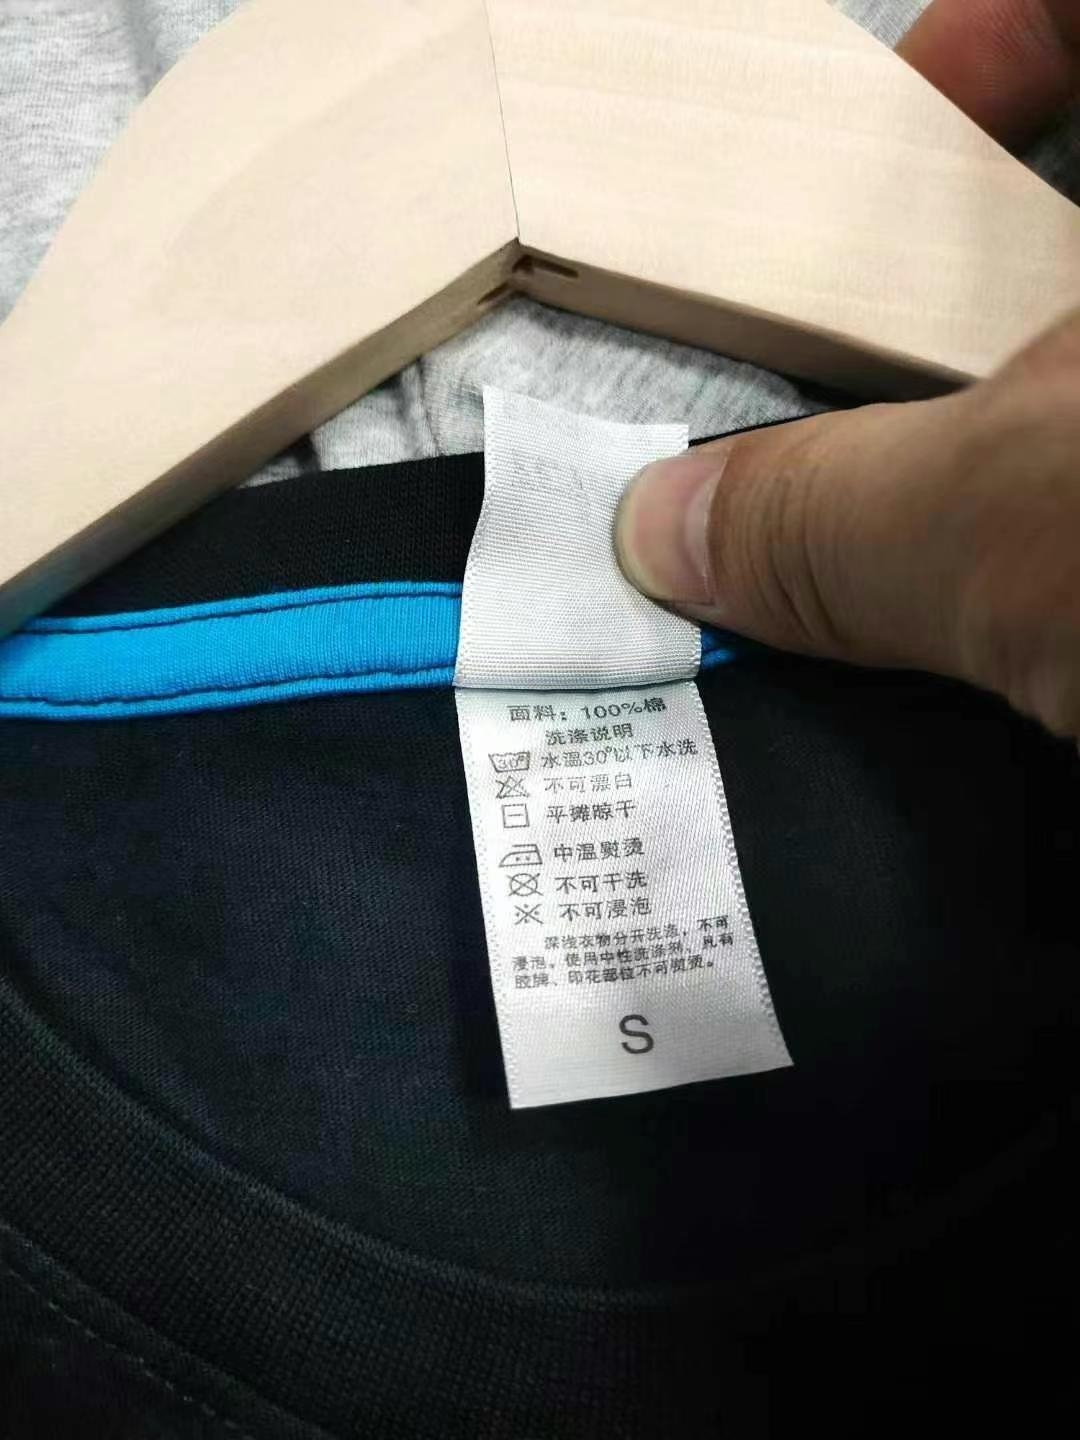 面料：100%棉
洗涤说明
30°
水温30°以下水洗
不可漂白
平摊晾干
中温熨烫
不可干洗
不可浸泡
深浅衣物分开洗涤，不可
浸泡。使用中性洗涤剂，凡有
胶牌、印花部位不可熨烫。
S